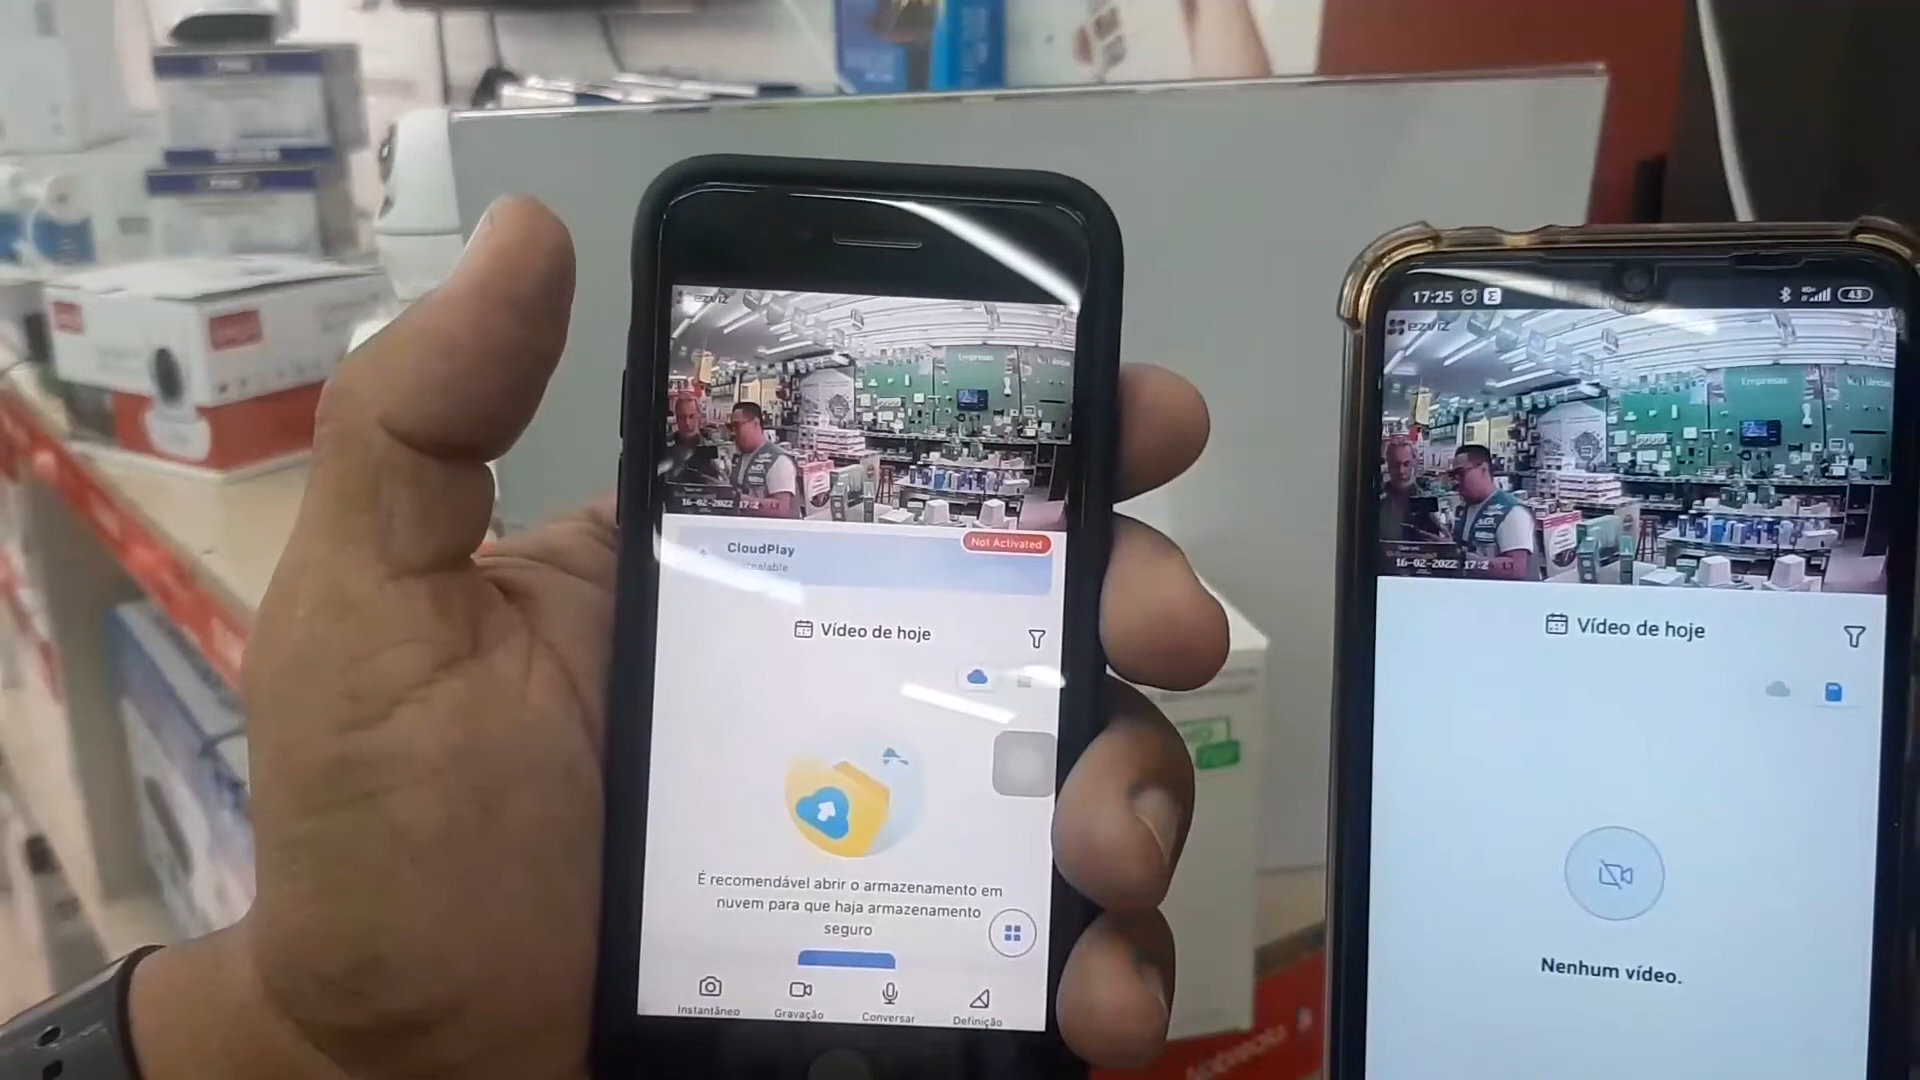 ezviz
Empresas
16-02-2022 17:2
CloudPlay
Not Activated
Vídeo de hoje
É recomendável abrir o armazenamento em
nuvem para que haja armazenamento
seguro
Instantâneo
Gravação
Conversar
Definição
17:25
43
ezviz
Empresas
16-02-2022 17:2
Vídeo de hoje
Nenhum vídeo.